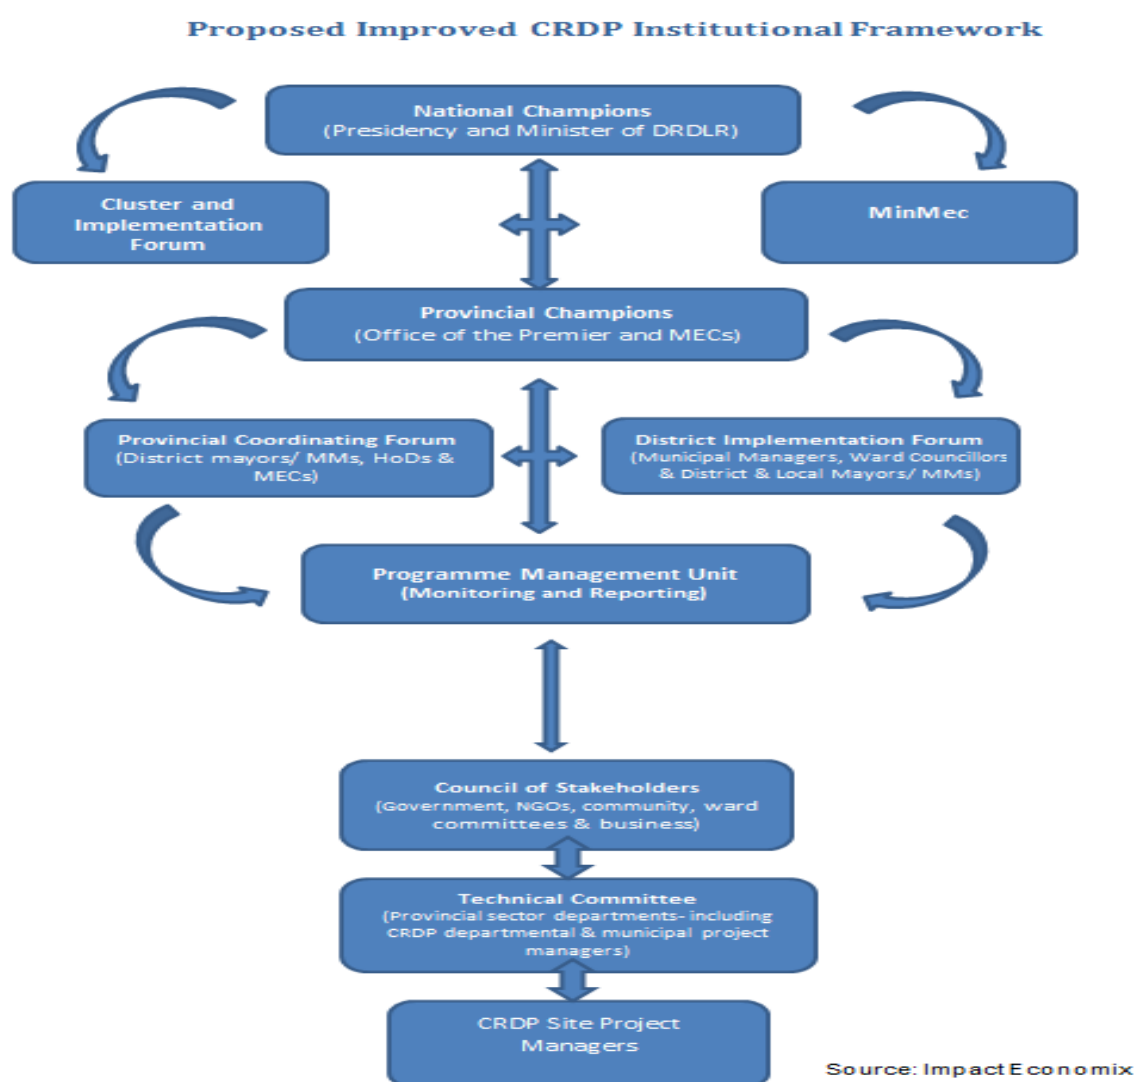 Proposed Improved CRDP Institutional Framework
National Champions
(Presidency and Minister of DRDLR)
Cluster and
Implementation
Forum
MinMec
Provincial Champions
(Office of the Premier and MECs)
Provincial Coordinating Forum
(District mayors/ MMs, HoDs &
MECs)
District Implementation Forum
(Municipal Managers, Ward Councillors
& District & Local Mayors/ MMs)
Programme Management Unit
(Monitoring and Reporting)
Council of Stakeholders
(Government, NGOs, community, ward
committees & business)
Technical Committee
(Provincial sector departments- including
CRDP departmental & municipal project
managers)
CRDP Site Project
Managers
Source: Impact Economix